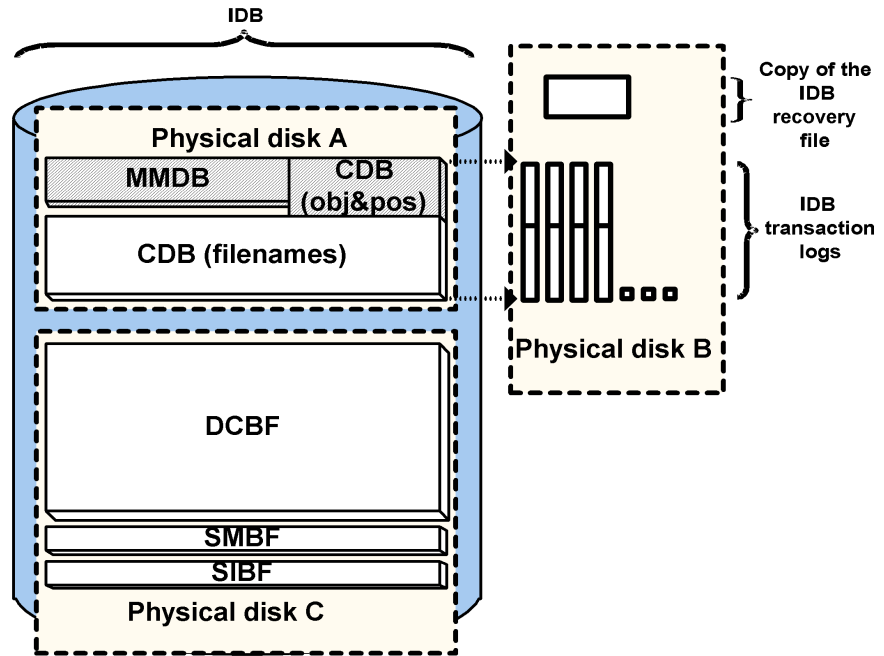 IDB
Physical disk A
MMDB
CDB
(obj&pos)
CDB (filenames)
DCBF
SMBF
SIBF
Physical disk C
Physical disk B
Copy of the
IDB
recovery
file
IDB
transaction
logs